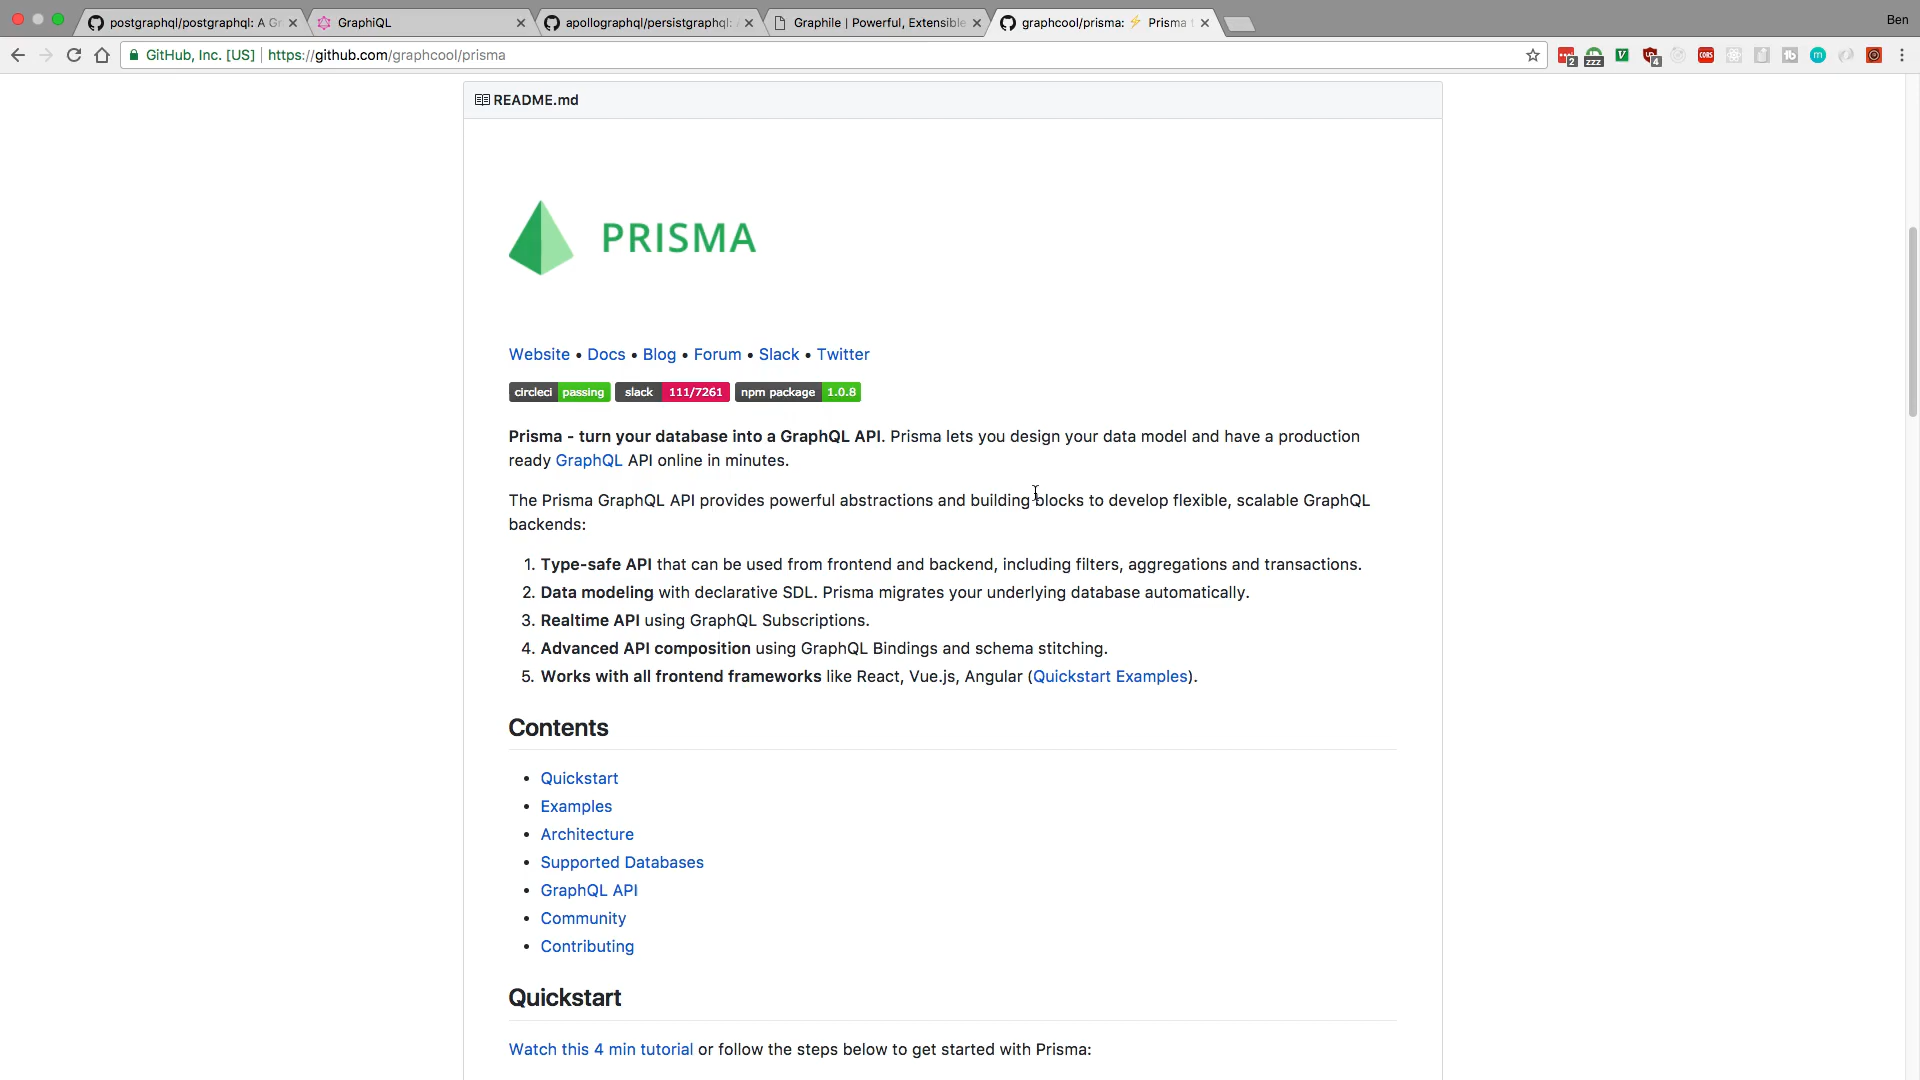 postgraphql/postgraphql: A G
GraphiQL
apollographql/persistgraphql:
Graphile | Powerful, Extensible
graphcool/prisma: ⚡ Prisma
Ben
GitHub, Inc. [US] | https://github.com/graphcool/prisma
2
zzz
4
CORS
README.md
PRISMA
Website • Docs • Blog • Forum • Slack • Twitter
circleci passing slack 111/7261 npm package 1.0.8
Prisma - turn your database into a GraphQL API. Prisma lets you design your data model and have a production
ready GraphQL API online in minutes.
The Prisma GraphQL API provides powerful abstractions and building blocks to develop flexible, scalable GraphQL
backends:
1. Type-safe API that can be used from frontend and backend, including filters, aggregations and transactions.
2. Data modeling with declarative SDL. Prisma migrates your underlying database automatically.
3. Realtime API using GraphQL Subscriptions.
4. Advanced API composition using GraphQL Bindings and schema stitching.
5. Works with all frontend frameworks like React, Vue.js, Angular (Quickstart Examples).
Contents
• Quickstart
• Examples
• Architecture
• Supported Databases
• GraphQL API
• Community
• Contributing
Quickstart
Watch this 4 min tutorial or follow the steps below to get started with Prisma: